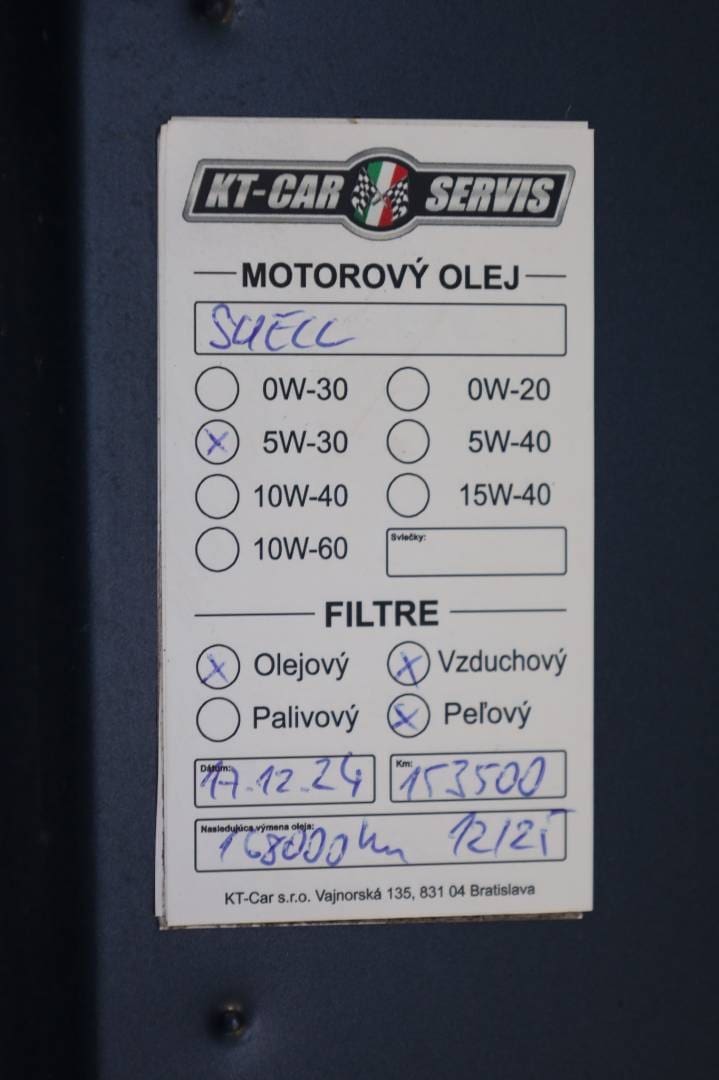 KT-CAR SERVIS
MOTOROVÝ OLEJ
SHELL
0W-30 0W-20
5W-30 5W-40
10W-40 15W-40
10W-60 Sviečky:
FILTRE
Olejový Vzduchový
Palivový Peľový
Dátum: 17.12.24 Km: 153500
Nasledujúca výmena oleja:
168000 km 12/25
KT-Car s.r.o. Vajnorská 135, 831 04 Bratislava